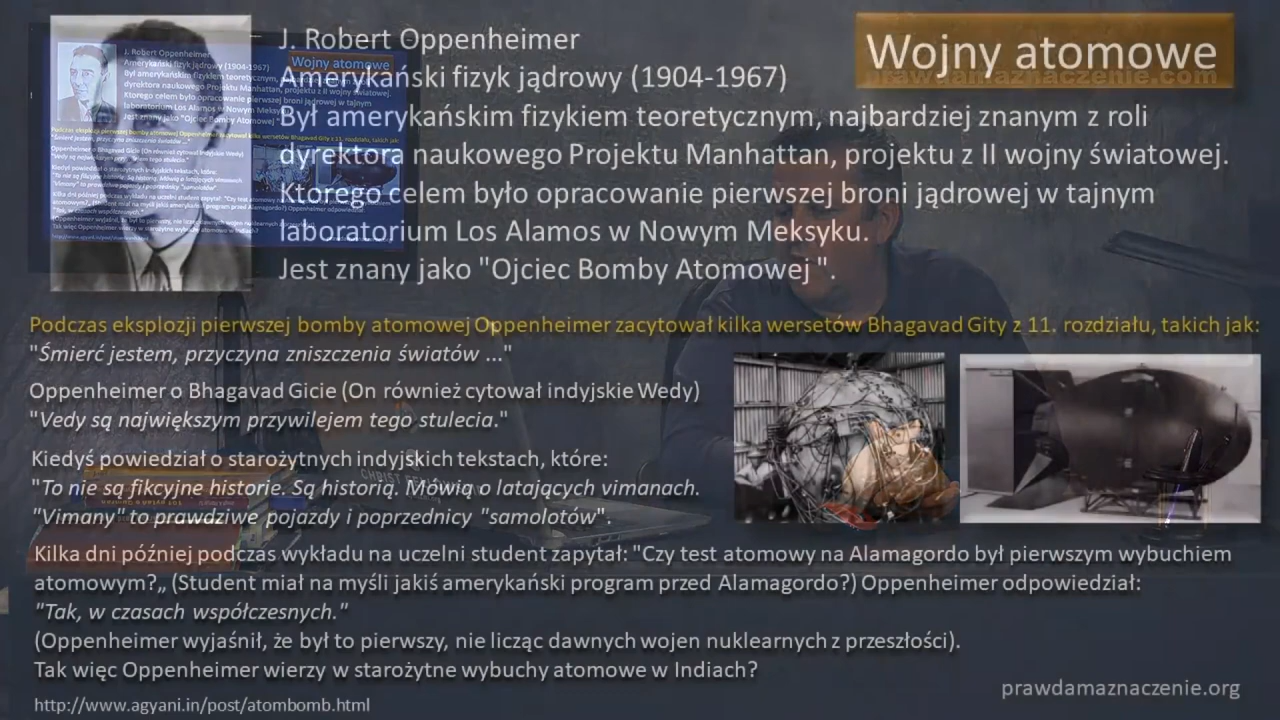 J. Robert Oppenheimer
Amerykański fizyk jądrowy (1904-1967)
Był amerykańskim fizykiem teoretycznym, najbardziej znanym z roli
dyrektora naukowego Projektu Manhattan, projektu z II wojny światowej.
Ktorego celem było opracowanie pierwszej broni jądrowej w tajnym
laboratorium Los Alamos w Nowym Meksyku.
Jest znany jako "Ojciec Bomby Atomowej ".
Wojny atomowe
prawdamaznaczenie.com
Podczas eksplozji pierwszej bomby atomowej Oppenheimer zacytował kilka wersetów Bhagavad Gity z 11. rozdziału, takich jak:
"Śmierć jestem, przyczyna zniszczenia światów ..."
Oppenheimer o Bhagavad Gicie (On również cytował indyjskie Wedy)
"Vedy są największym przywilejem tego stulecia."
Kiedyś powiedział o starożytnych indyjskich tekstach, które:
"To nie są fikcyjne historie. Są historią. Mówią o latających vimanach.
"Vimany" to prawdziwe pojazdy i poprzednicy "samolotów".
Kilka dni później podczas wykładu na uczelni student zapytał: "Czy test atomowy na Alamagordo był pierwszym wybuchiem
atomowym?„ (Student miał na myśli jakiś amerykański program przed Alamagordo?) Oppenheimer odpowiedział:
"Tak, w czasach współczesnych."
(Oppenheimer wyjaśnił, że był to pierwszy, nie licząc dawnych wojen nuklearnych z przeszłości).
Tak więc Oppenheimer wierzy w starożytne wybuchy atomowe w Indiach?
http://www.agyani.in/post/atombomb.html
prawdamaznaczenie.org